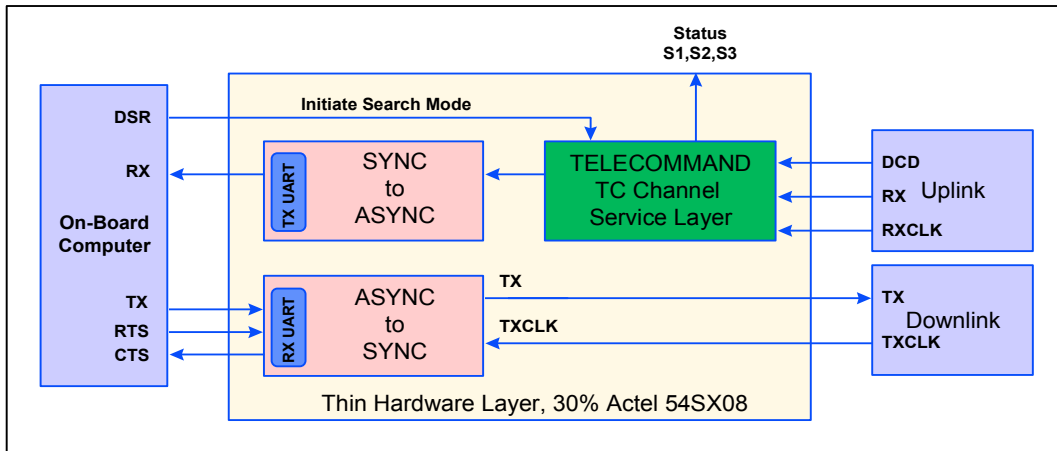 Status
S1,S2,S3
DSR
Initiate Search Mode
RX
TX UART
SYNC
to
ASYNC
TELECOMMAND
TC Channel
Service Layer
DCD
RX
Uplink
RXCLK
On-Board
Computer
TX
RTS
CTS
RX UART
ASYNC
to
SYNC
TX
TXCLK
TX
Downlink
TXCLK
Thin Hardware Layer, 30% Actel 54SX08